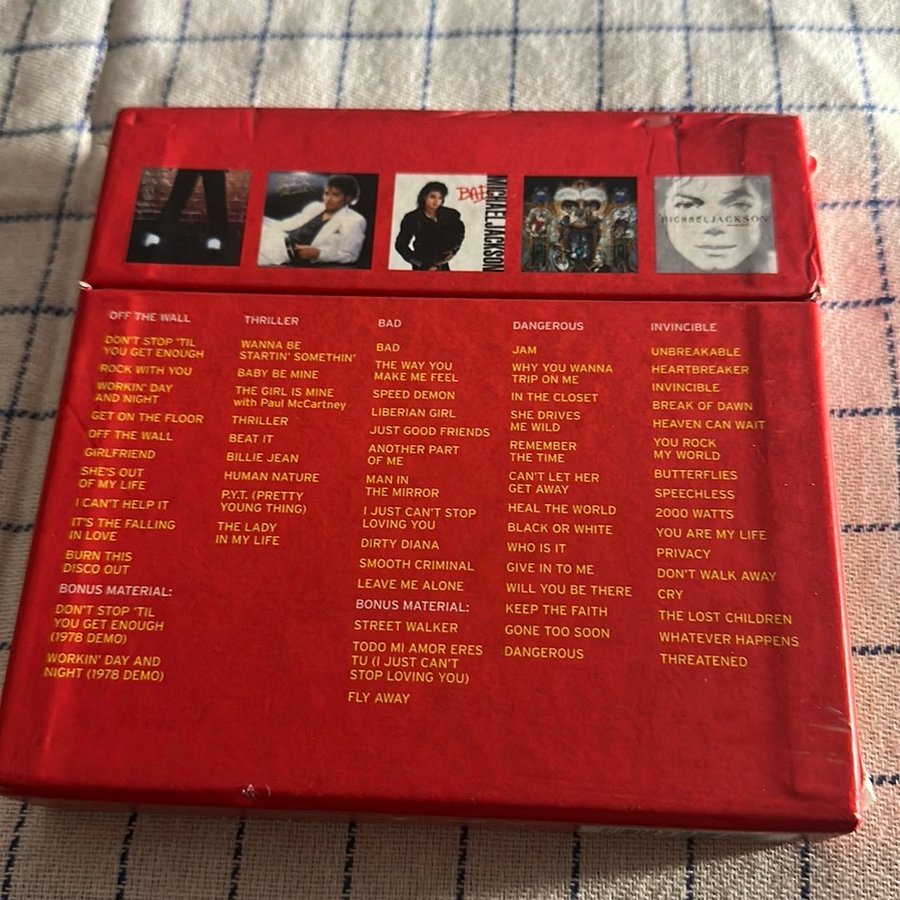 BAD
MICHAEL JACKSON
MICHAEL JACKSON
OFF THE WALL
DON'T STOP 'TIL
YOU GET ENOUGH
ROCK WITH YOU
WORKIN' DAY
AND NIGHT
GET ON THE FLOOR
OFF THE WALL
GIRLFRIEND
SHE'S OUT
OF MY LIFE
I CAN'T HELP IT
IT'S THE FALLING
IN LOVE
BURN THIS
DISCO OUT
BONUS MATERIAL:
DON'T STOP 'TIL
YOU GET ENOUGH
(1978 DEMO)
WORKIN' DAY AND
NIGHT (1978 DEMO)
THRILLER
WANNA BE
STARTIN' SOMETHIN'
BABY BE MINE
THE GIRL IS MINE
with Paul McCartney
THRILLER
BEAT IT
BILLIE JEAN
HUMAN NATURE
P.Y.T. (PRETTY
YOUNG THING)
THE LADY
IN MY LIFE
BAD
BAD
THE WAY YOU
MAKE ME FEEL
SPEED DEMON
LIBERIAN GIRL
JUST GOOD FRIENDS
ANOTHER PART
OF ME
MAN IN
THE MIRROR
I JUST CAN'T STOP
LOVING YOU
DIRTY DIANA
SMOOTH CRIMINAL
LEAVE ME ALONE
BONUS MATERIAL:
STREET WALKER
TODO MI AMOR ERES
TU (I JUST CAN'T
STOP LOVING YOU)
FLY AWAY
DANGEROUS
JAM
WHY YOU WANNA
TRIP ON ME
IN THE CLOSET
SHE DRIVES
ME WILD
REMEMBER
THE TIME
CAN'T LET HER
GET AWAY
HEAL THE WORLD
BLACK OR WHITE
WHO IS IT
GIVE IN TO ME
WILL YOU BE THERE
KEEP THE FAITH
GONE TOO SOON
DANGEROUS
INVINCIBLE
UNBREAKABLE
HEARTBREAKER
INVINCIBLE
BREAK OF DAWN
HEAVEN CAN WAIT
YOU ROCK
MY WORLD
BUTTERFLIES
SPEECHLESS
2000 WATTS
YOU ARE MY LIFE
PRIVACY
DON'T WALK AWAY
CRY
THE LOST CHILDREN
WHATEVER HAPPENS
THREATENED